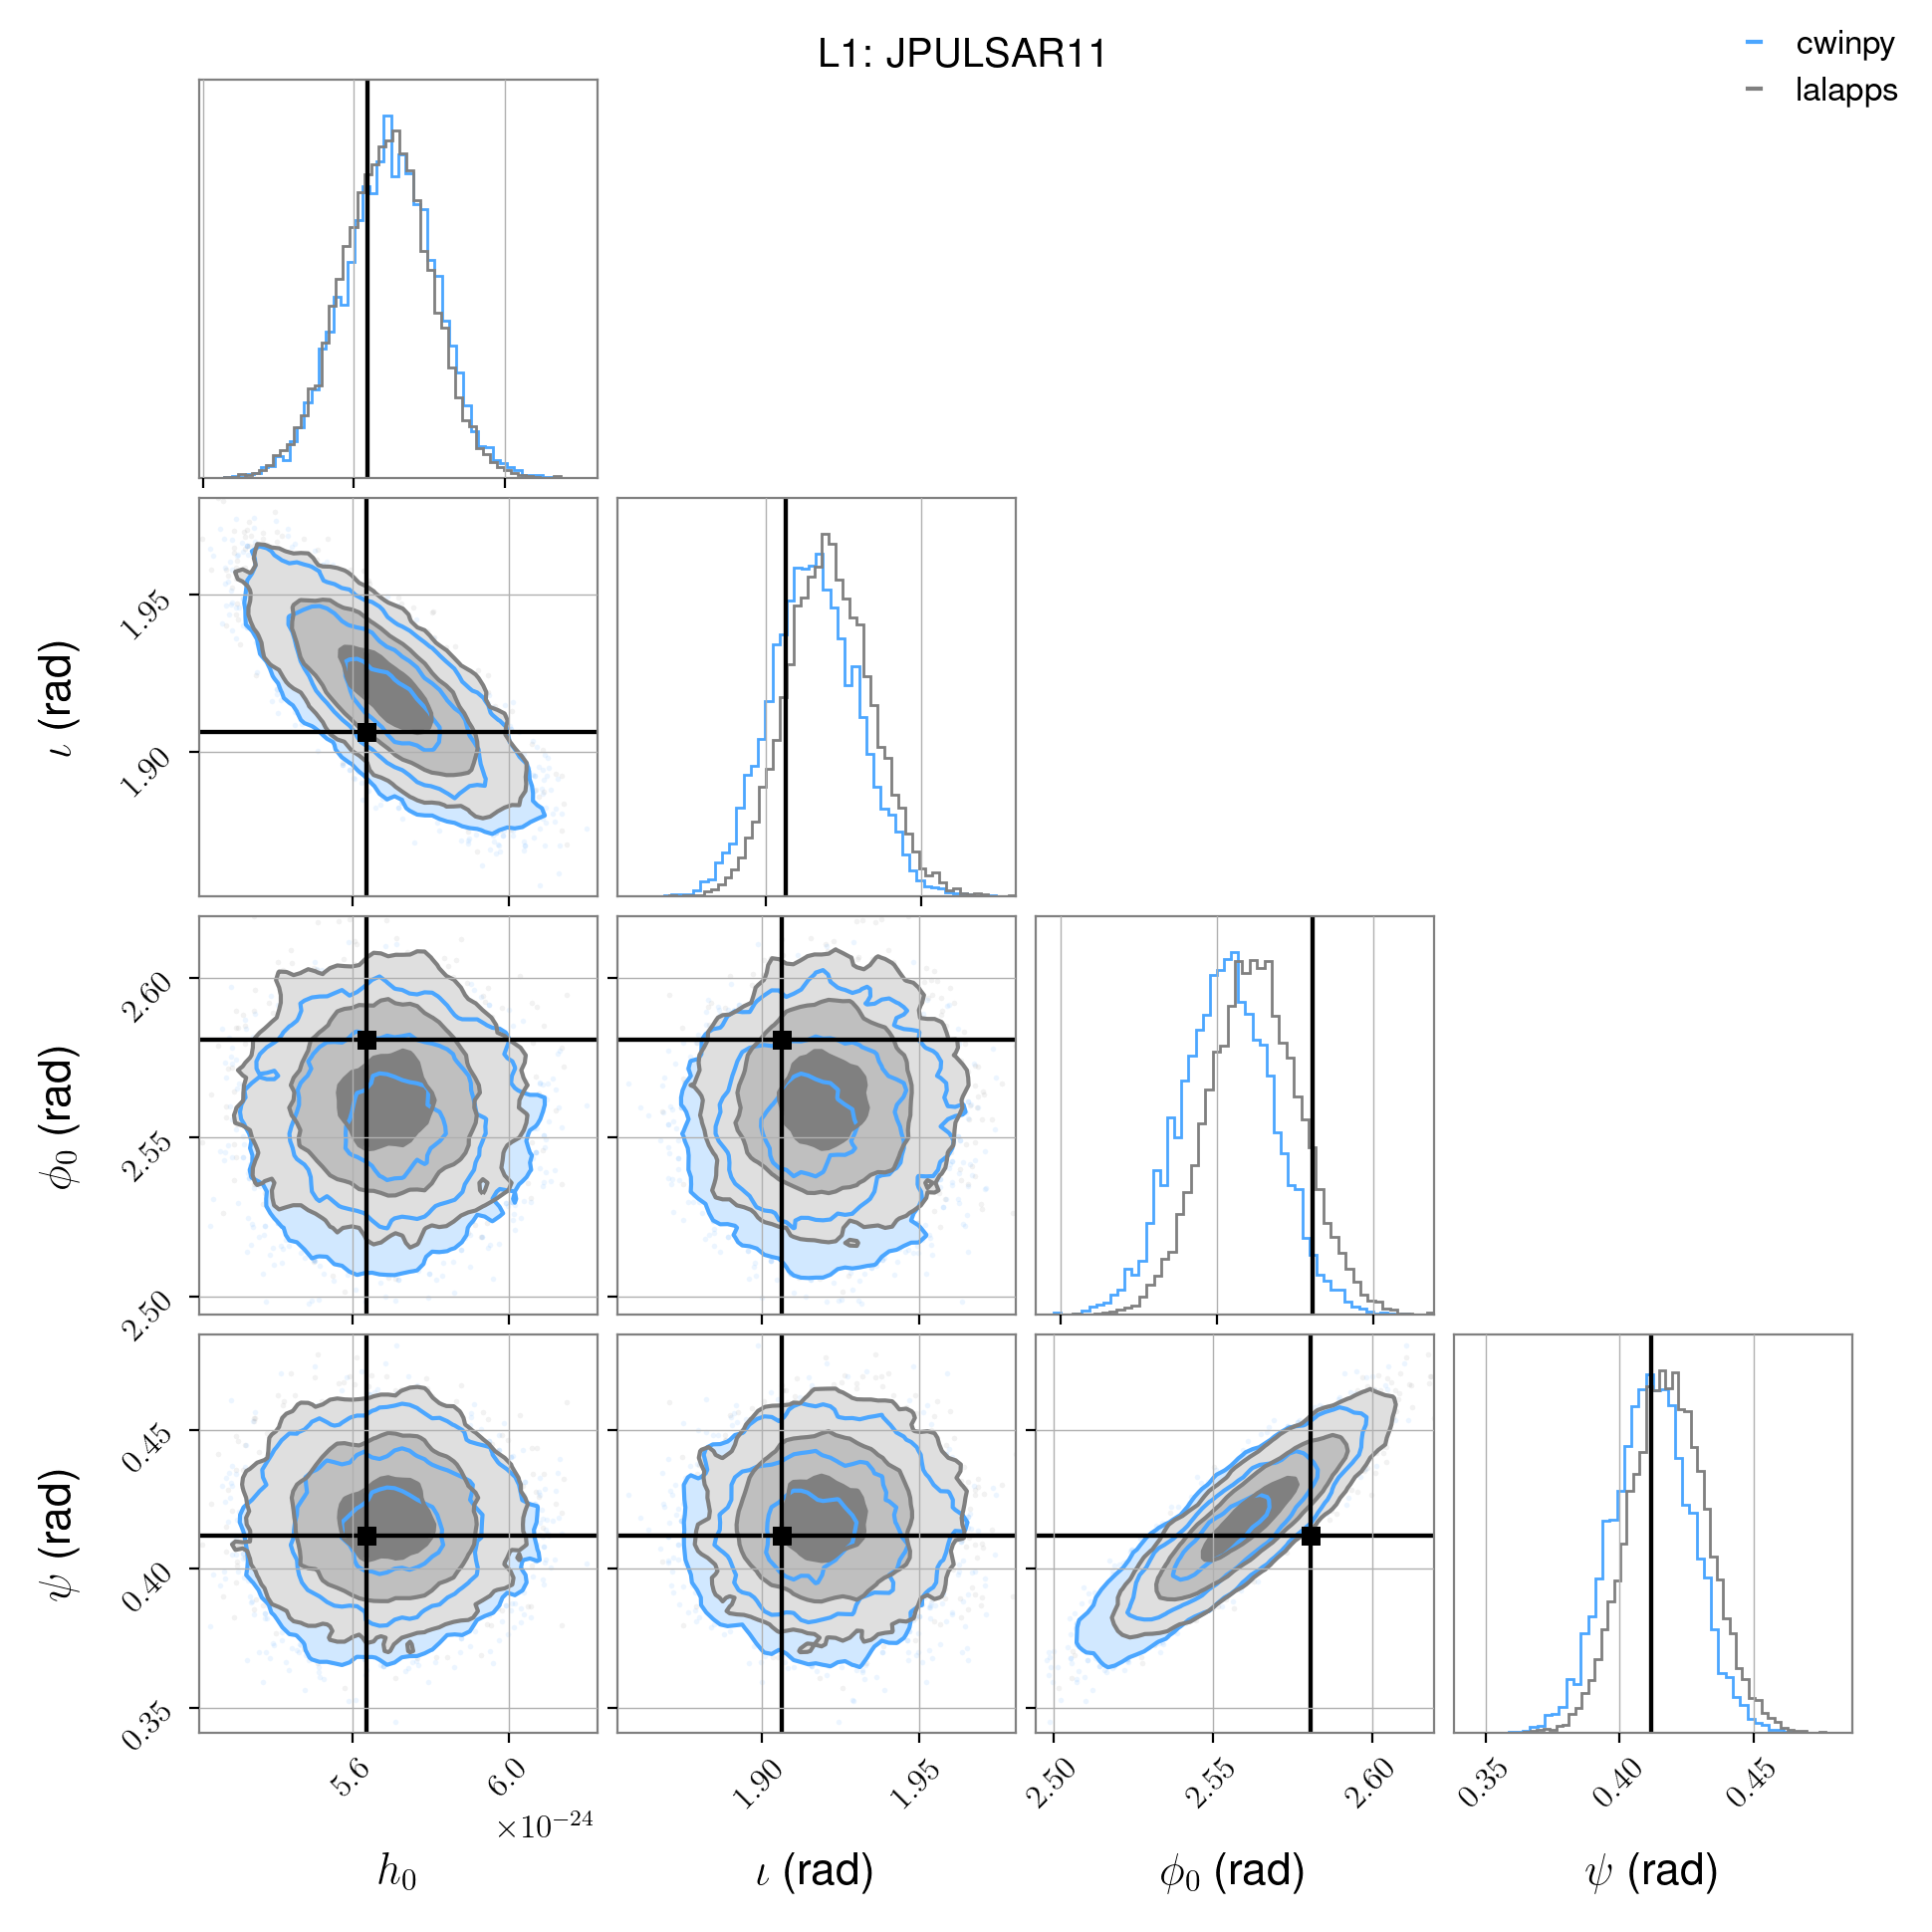 L1: JPULSAR11
cwinpy
lalapps
ι (rad)
1.95
1.90
ϕ₀ (rad)
2.60
2.55
2.50
ψ (rad)
0.45
0.40
0.35
5.6 6.0
×10⁻²⁴
h₀
1.90 1.95
ι (rad)
2.50 2.55 2.60
ϕ₀ (rad)
0.35 0.40 0.45
ψ (rad)